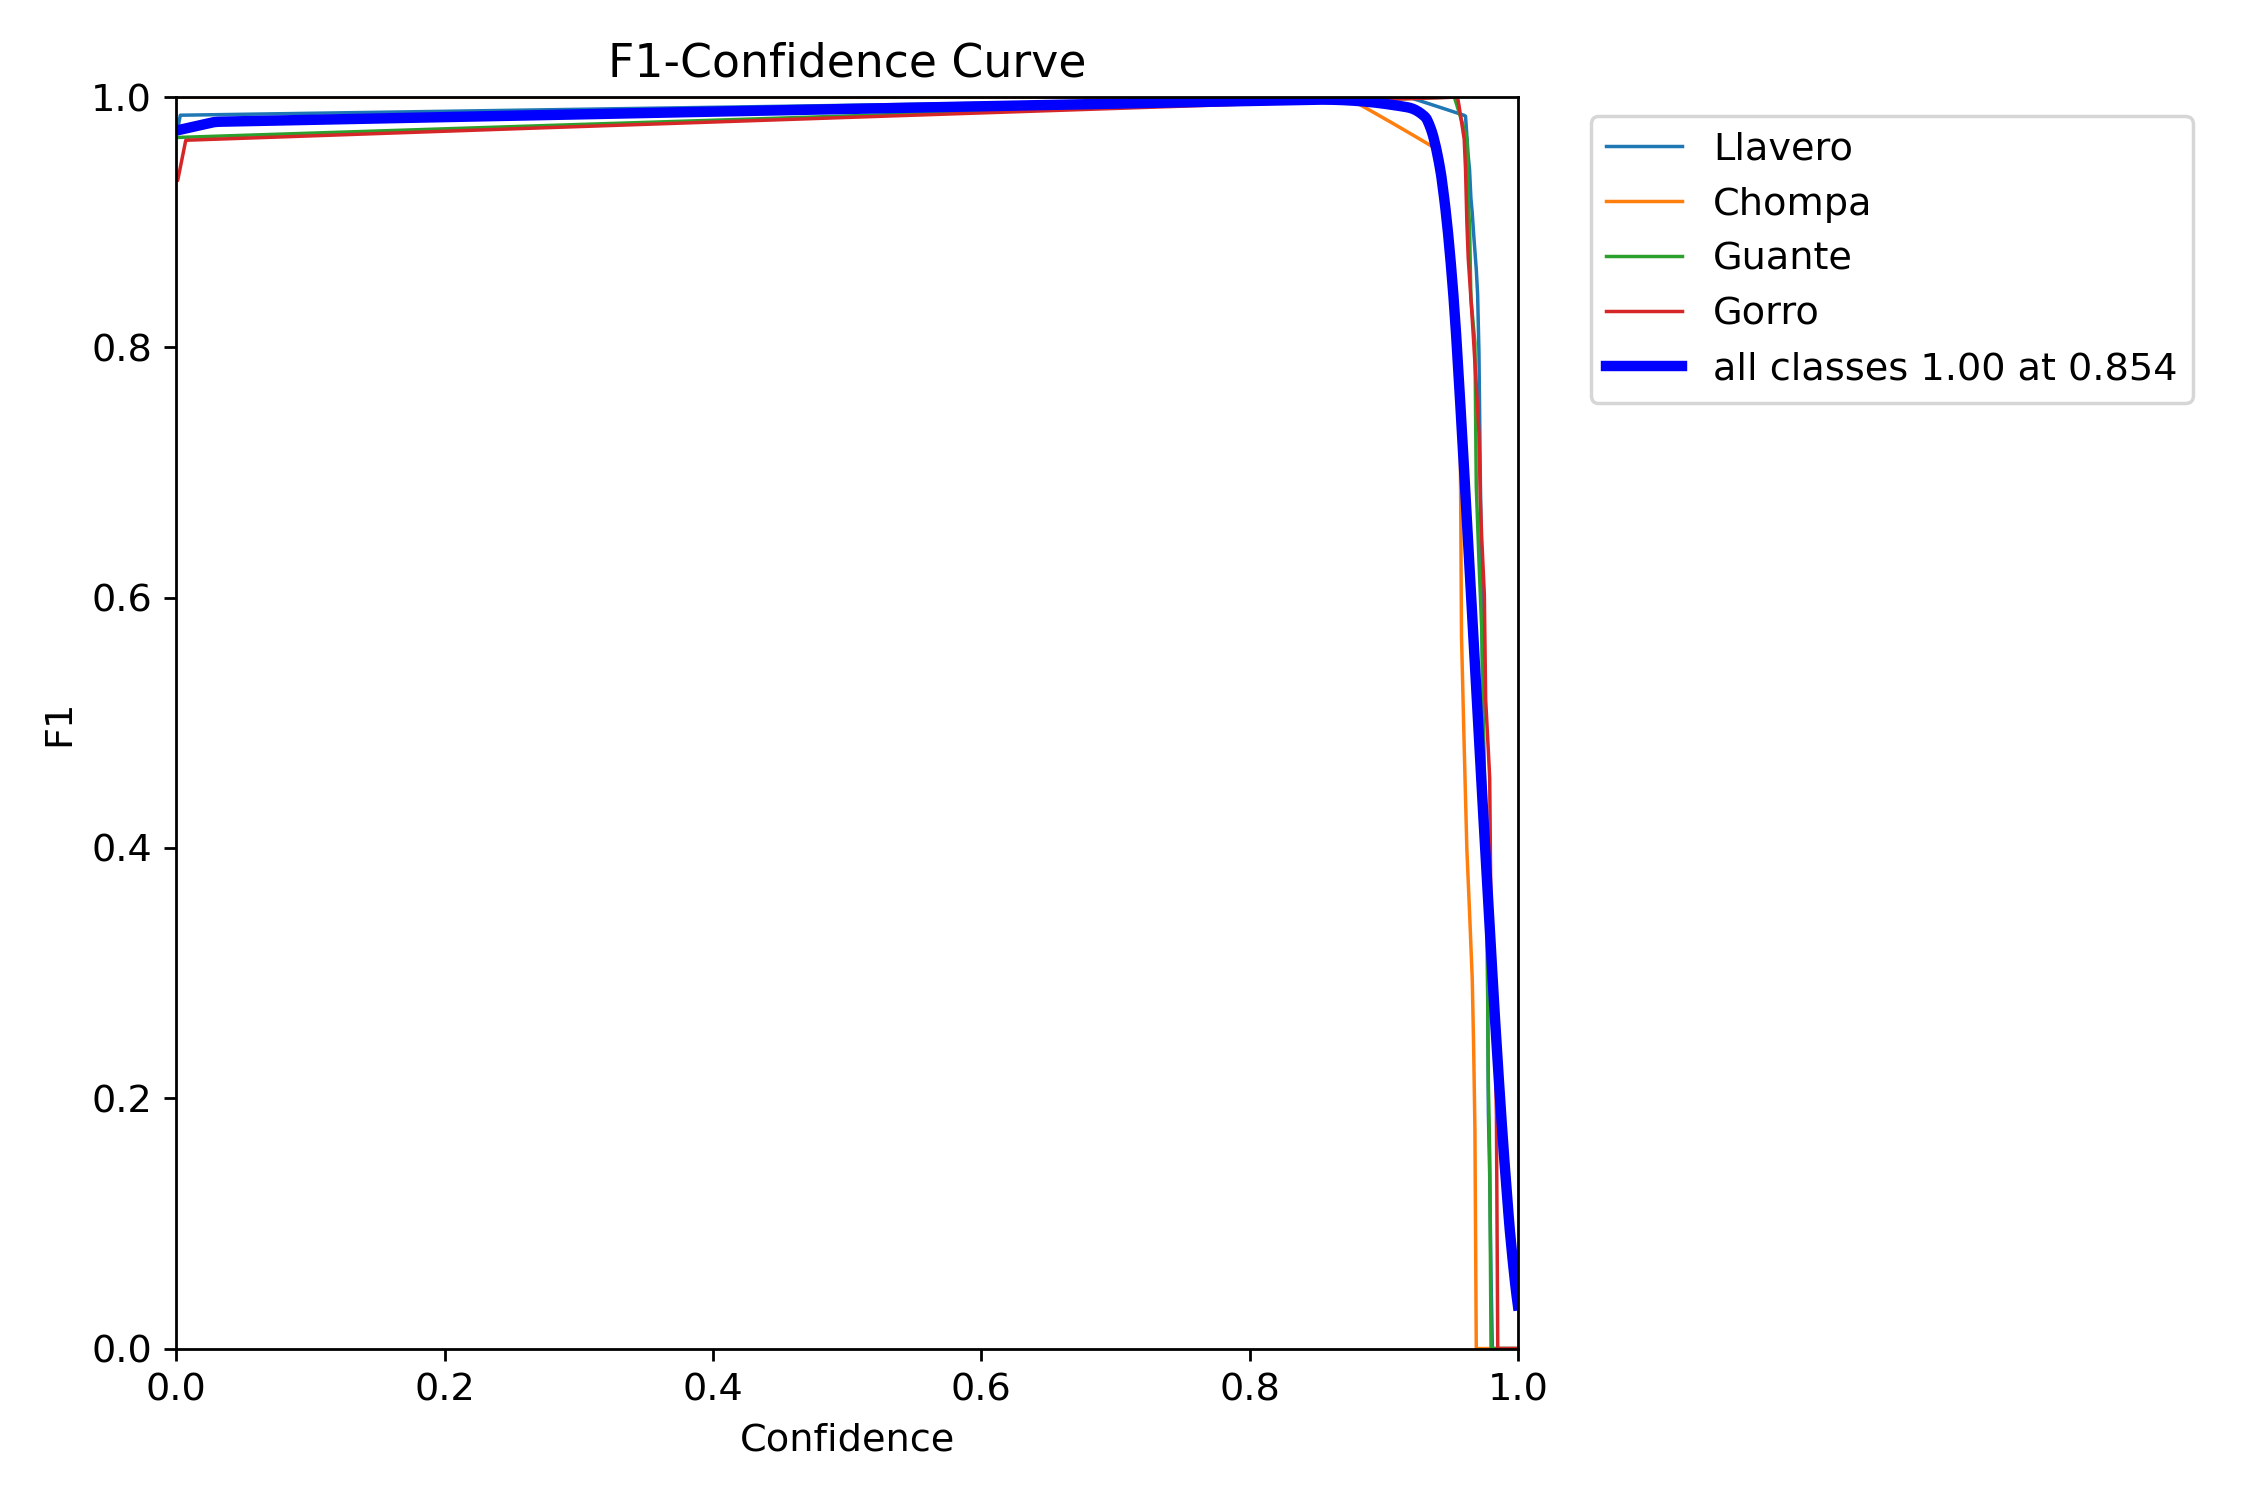 F1-Confidence Curve
1.0
0.8
0.6
0.4
0.2
0.0
F1
0.0 0.2 0.4 0.6 0.8 1.0
Confidence
Llavero
Chompa
Guante
Gorro
all classes 1.00 at 0.854